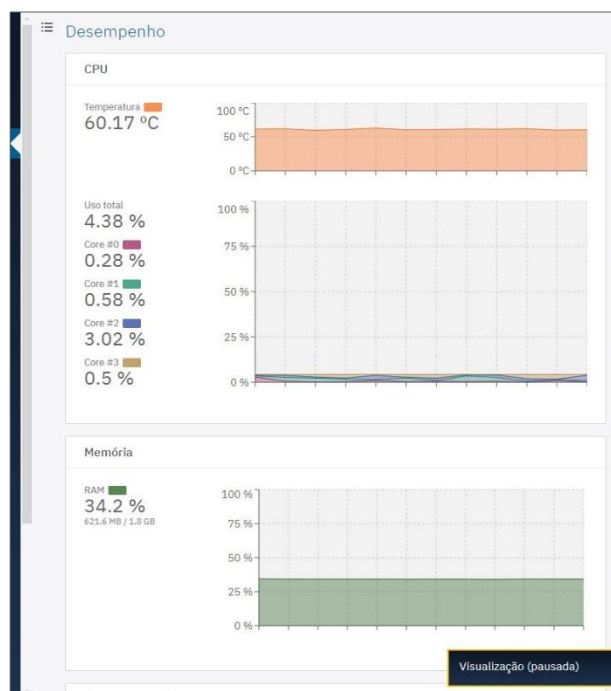 Desempenho
CPU
Temperatura
60.17 ºC
100 ºC
50 ºC
0 ºC
Uso total
4.38 %
Core #0
0.28 %
Core #1
0.58 %
Core #2
3.02 %
Core #3
0.5 %
100 %
75 %
50 %
25 %
0 %
Memória
RAM
34.2 %
621.6 MB / 1.8 GB
100 %
75 %
50 %
25 %
0 %
Visualização (pausada)